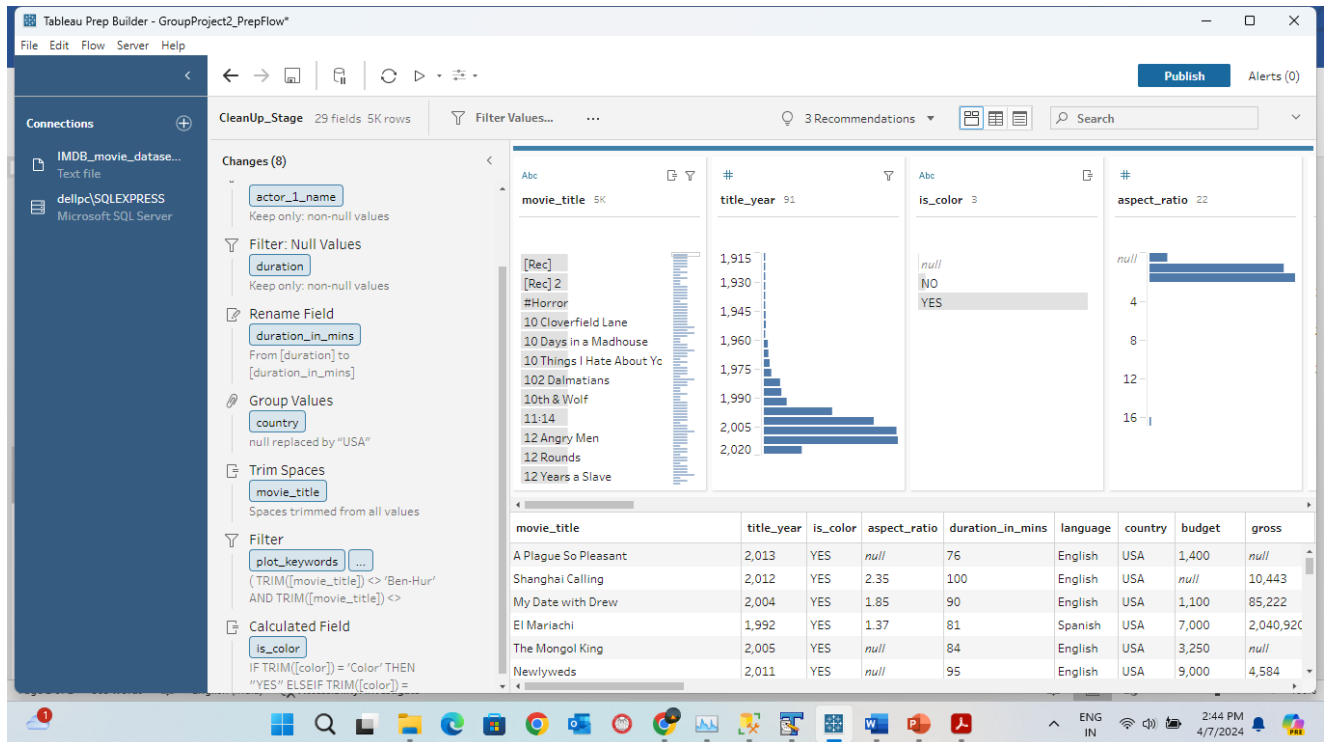 Tableau Prep Builder - GroupProject2_PrepFlow*
File Edit Flow Server Help
Publish
Alerts (0)
Connections
IMDB_movie_datase...
Text file
dellpc\SQLEXPRESS
Microsoft SQL Server
CleanUp_Stage 29 fields 5K rows
Filter Values...
...
3 Recommendations
Search
Changes (8)
actor_1_name
Keep only: non-null values
Filter: Null Values
duration
Keep only: non-null values
Rename Field
duration_in_mins
From [duration] to
[duration_in_mins]
Group Values
country
null replaced by "USA"
Trim Spaces
movie_title
Spaces trimmed from all values
Filter
plot_keywords ...
( TRIM([movie_title]) <> 'Ben-Hur'
AND TRIM([movie_title]) <>
Calculated Field
is_color
IF TRIM([color]) = 'Color' THEN
"YES" ELSEIF TRIM([color]) =
Abc
movie_title 5K
[Rec]
[Rec] 2
#Horror
10 Cloverfield Lane
10 Days in a Madhouse
10 Things I Hate About Yo
102 Dalmatians
10th & Wolf
11:14
12 Angry Men
12 Rounds
12 Years a Slave
#
title_year 91
1,915
1,930
1,945
1,960
1,975
1,990
2,005
2,020
Abc
is_color 3
null
NO
YES
#
aspect_ratio 22
null
4
8
12
16
movie_title title_year is_color aspect_ratio duration_in_mins language country budget gross
A Plague So Pleasant 2,013 YES null 76 English USA 1,400 null
Shanghai Calling 2,012 YES 2.35 100 English USA null 10,443
My Date with Drew 2,004 YES 1.85 90 English USA 1,100 85,222
El Mariachi 1,992 YES 1.37 81 Spanish USA 7,000 2,040,920
The Mongol King 2,005 YES null 84 English USA 3,250 null
Newlyweds 2,011 YES null 95 English USA 9,000 4,584
ENG
IN
2:44 PM
4/7/2024
PRE